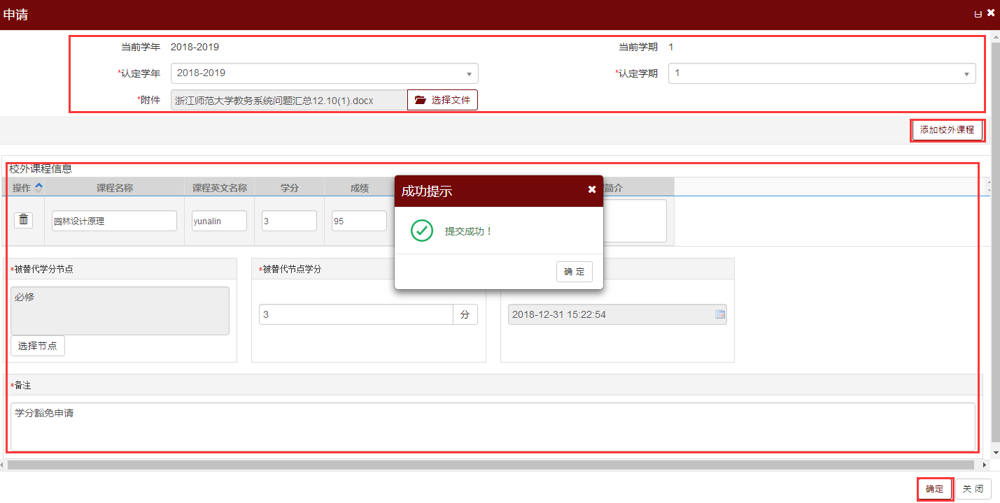 申请
当前学年 2018-2019 当前学期 1
*认定学年 2018-2019 *认定学期 1
*附件 浙江师范大学教务系统问题汇总12.10(1).docx 选择文件
添加校外课程
校外课程信息
操作 课程名称 课程英文名称 学分 成绩 简介
园林设计原理 yunalin 3 95
成功提示
提交成功！
确 定
*被替代学分节点 *被替代节点学分
必修
3 分 2018-12-31 15:22:54
选择节点
*备注
学分豁免申请
确定 关 闭